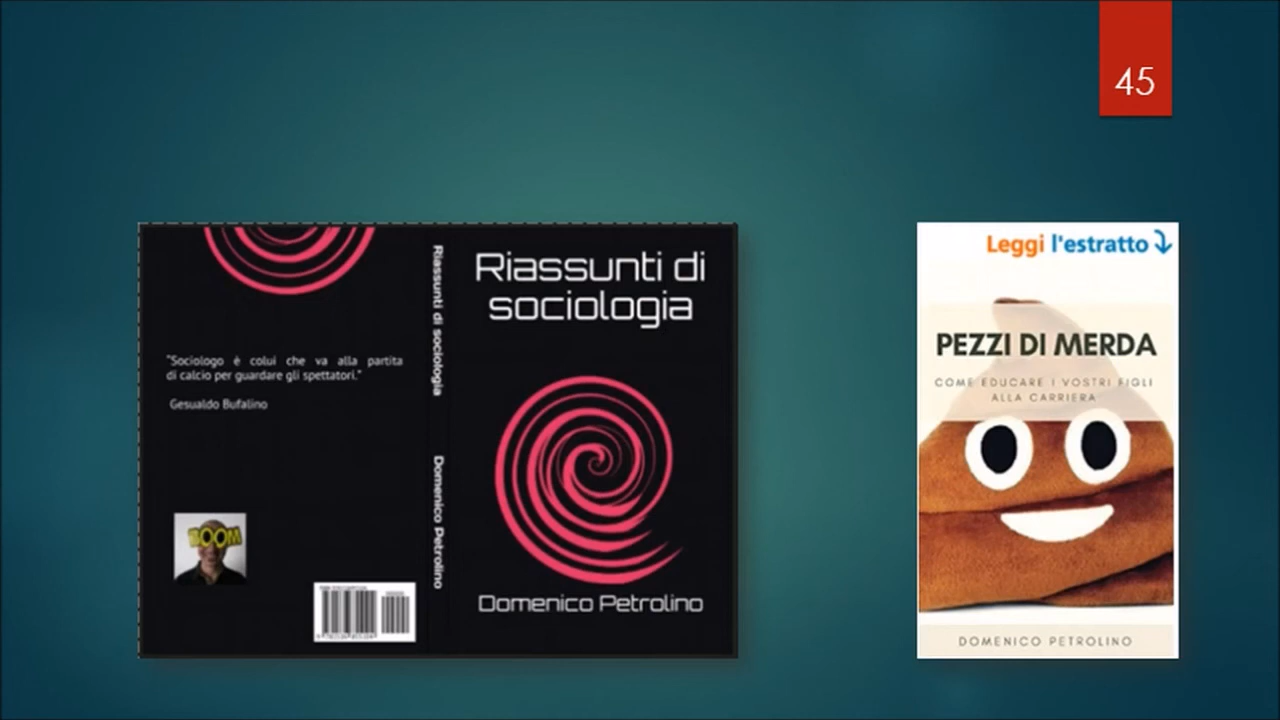 45
"Sociologo è colui che va alla partita
di calcio per guardare gli spettatori."
Gesualdo Bufalino
BOOM
Riassunti di sociologia
Domenico Petrolino
Riassunti di
sociologia
Domenico Petrolino
Leggi l'estratto
PEZZI DI MERDA
COME EDUCARE I VOSTRI FIGLI
ALLA CARRIERA
DOMENICO PETROLINO